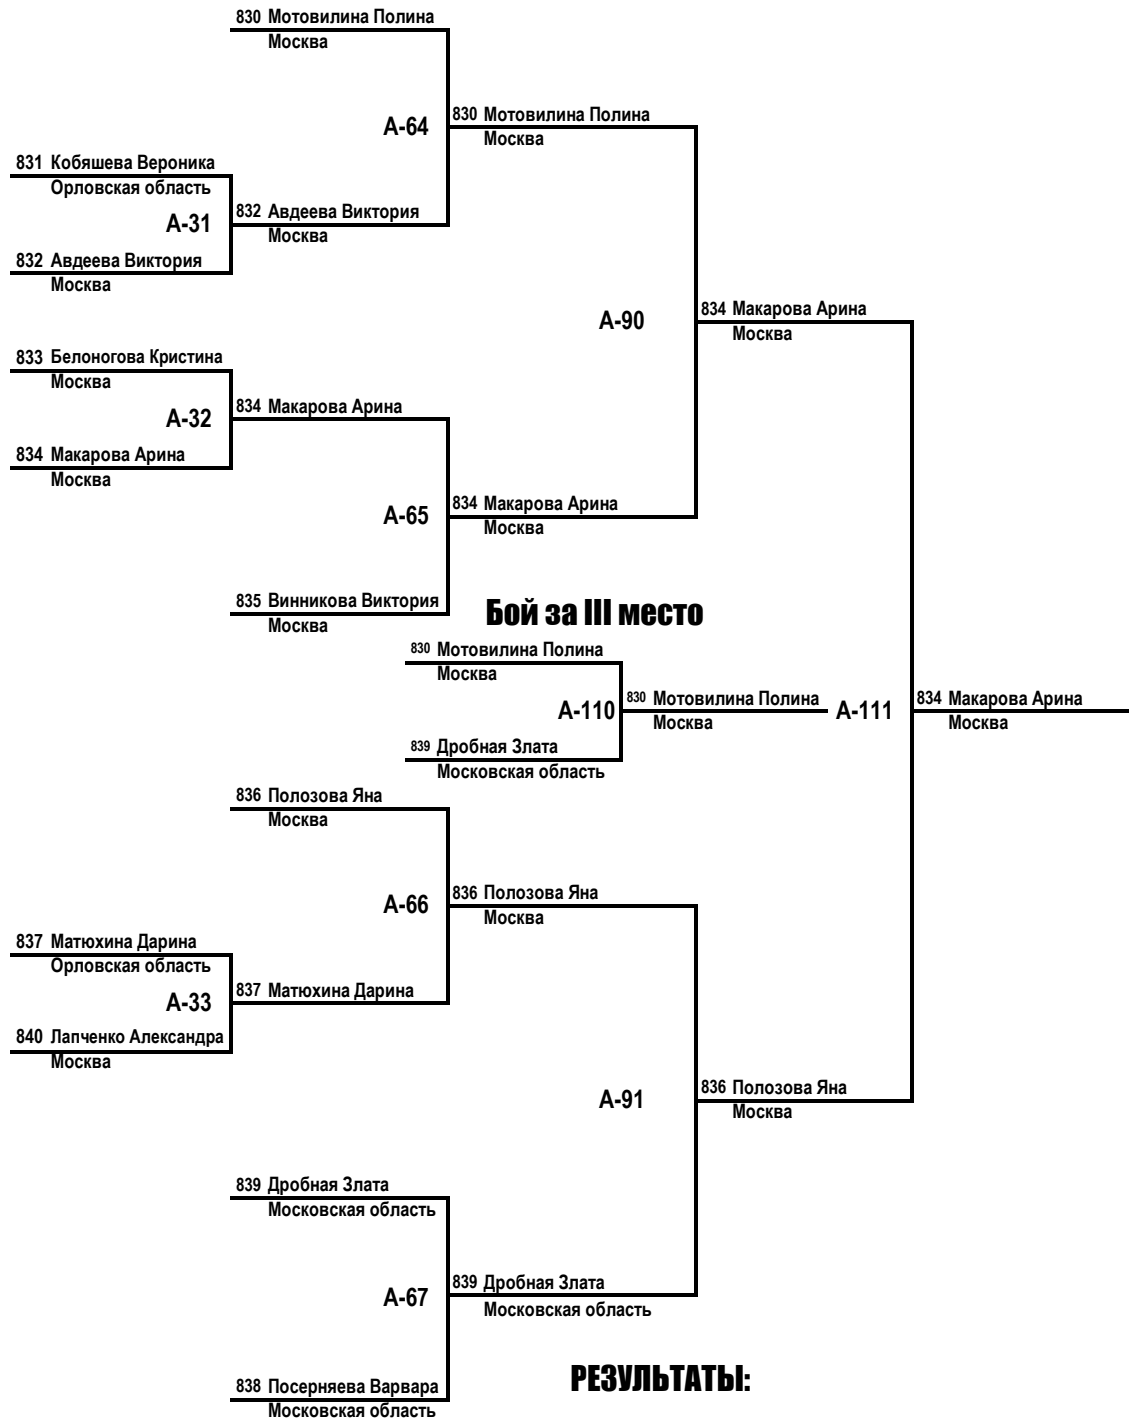 830 Мотовилина Полина
Москва
А-64
830 Мотовилина Полина
Москва
831 Кобяшева Вероника
Орловская область
А-31
832 Авдеева Виктория
Москва
832 Авдеева Виктория
Москва
А-90
834 Макарова Арина
Москва
833 Белоногова Кристина
Москва
А-32
834 Макарова Арина
834 Макарова Арина
Москва
А-65
834 Макарова Арина
Москва
835 Винникова Виктория
Москва
Бой за III место
830 Мотовилина Полина
Москва
А-110
830 Мотовилина Полина
Москва
А-111
834 Макарова Арина
Москва
839 Дробная Злата
Московская область
836 Полозова Яна
Москва
А-66
836 Полозова Яна
Москва
837 Матюхина Дарина
Орловская область
А-33
837 Матюхина Дарина
840 Лапченко Александра
Москва
А-91
836 Полозова Яна
Москва
839 Дробная Злата
Московская область
А-67
839 Дробная Злата
Московская область
838 Посерняева Варвара
Московская область
РЕЗУЛЬТАТЫ: